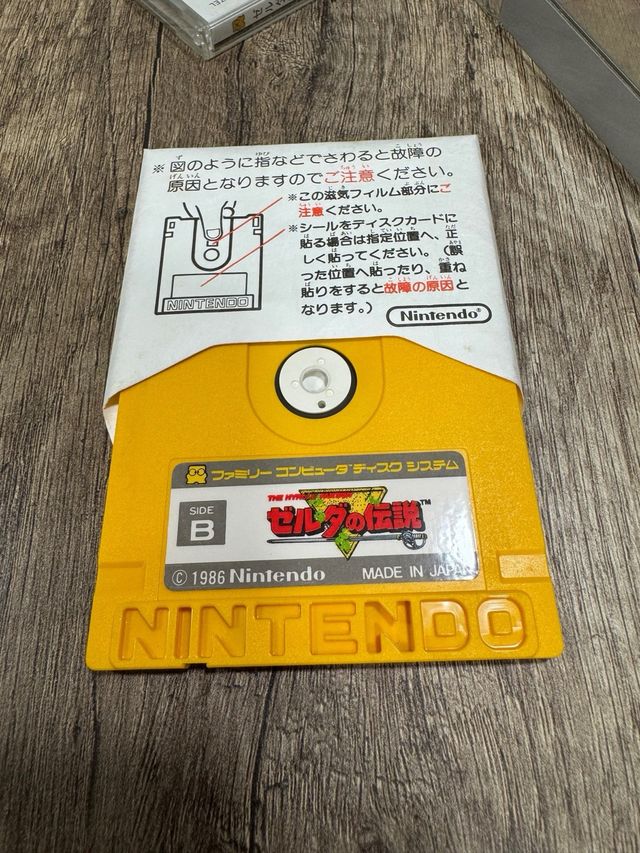 ※図のように指などでさわると故障の
原因となりますのでご注意ください。
※この滋気フィルム部分にご
注意ください。
※シールをディスクカードに
貼る場合は指定位置へ、正
しく貼ってください。（誤
った位置へ貼ったり、重ね
貼りをすると故障の原因と
なります。）
NINTENDO
Nintendo®
ファミリー コンピュータ™ ディスク システム
SIDE
B
THE HYRULE FANTASY
ゼルダの伝説™
© 1986 Nintendo MADE IN JAPAN
NINTENDO